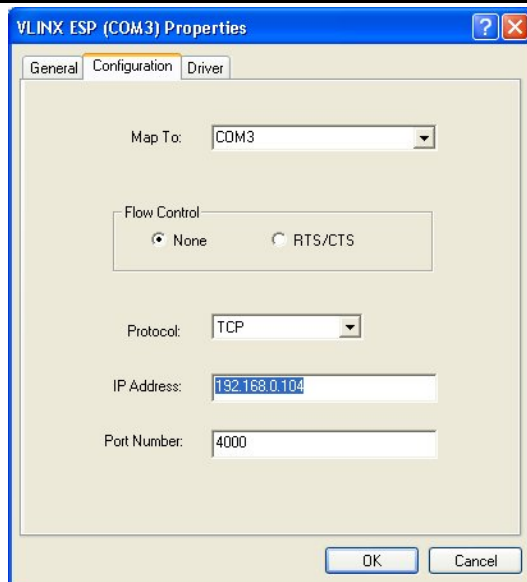 VLINX ESP (COM3) Properties
General Configuration Driver
Map To: COM3
Flow Control
None RTS/CTS
Protocol: TCP
IP Address: 192.168.0.104
Port Number: 4000
OK Cancel